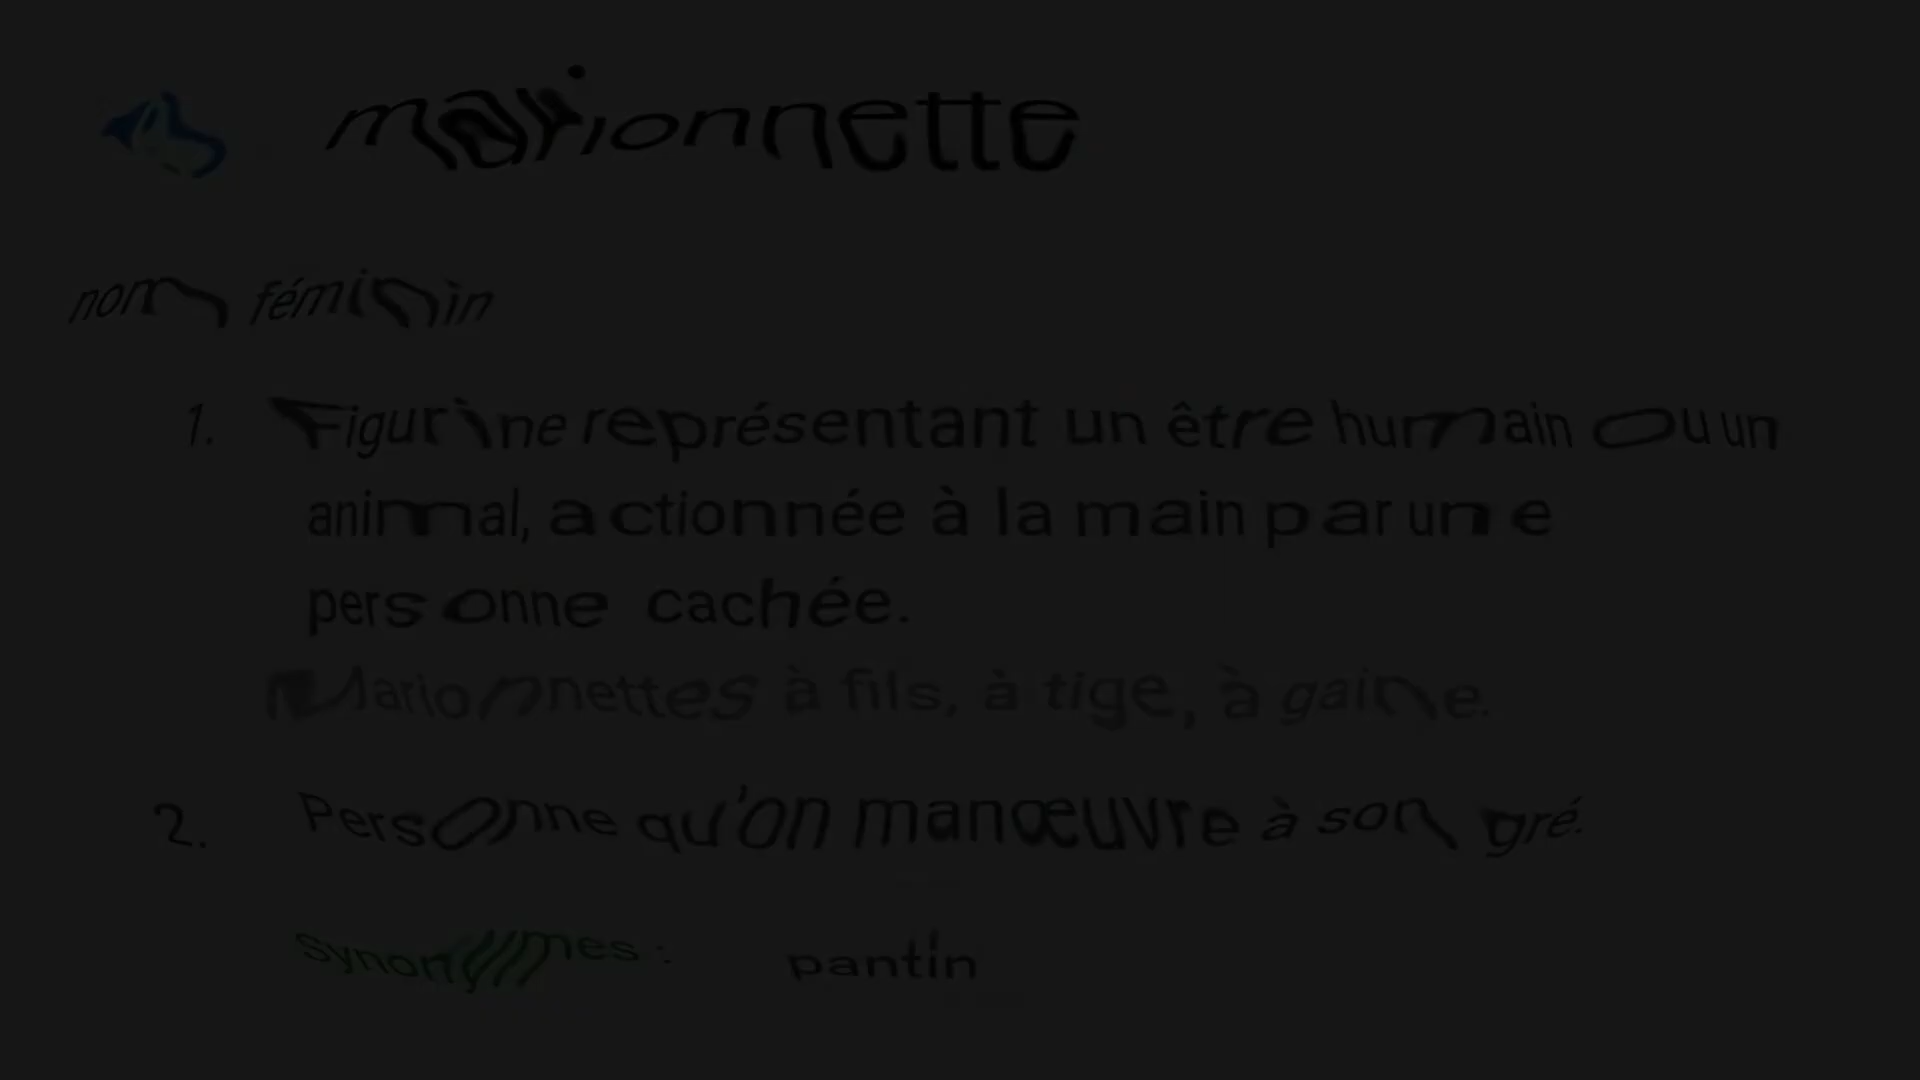 marionnette
nom féminin
1. Figurine représentant un être humain ou un
animal, actionnée à la main par une
personne cachée.
Marionnettes à fils, à tige, à gaine.
2. Personne qu'on manœuvre à son gré.
Synonymes : pantin